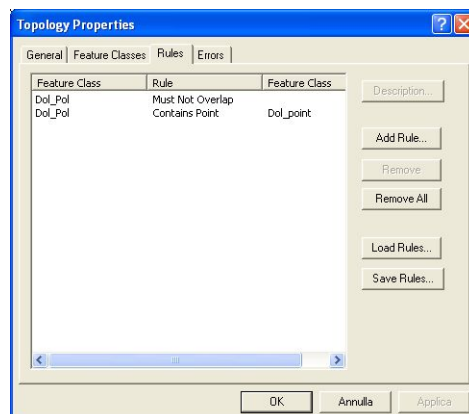 Topology Properties
General Feature Classes Rules Errors
Feature Class Rule Feature Class
Dol_Pol Must Not Overlap
Dol_Pol Contains Point Dol_point
Description...
Add Rule...
Remove
Remove All
Load Rules...
Save Rules...
OK Annulla Applica